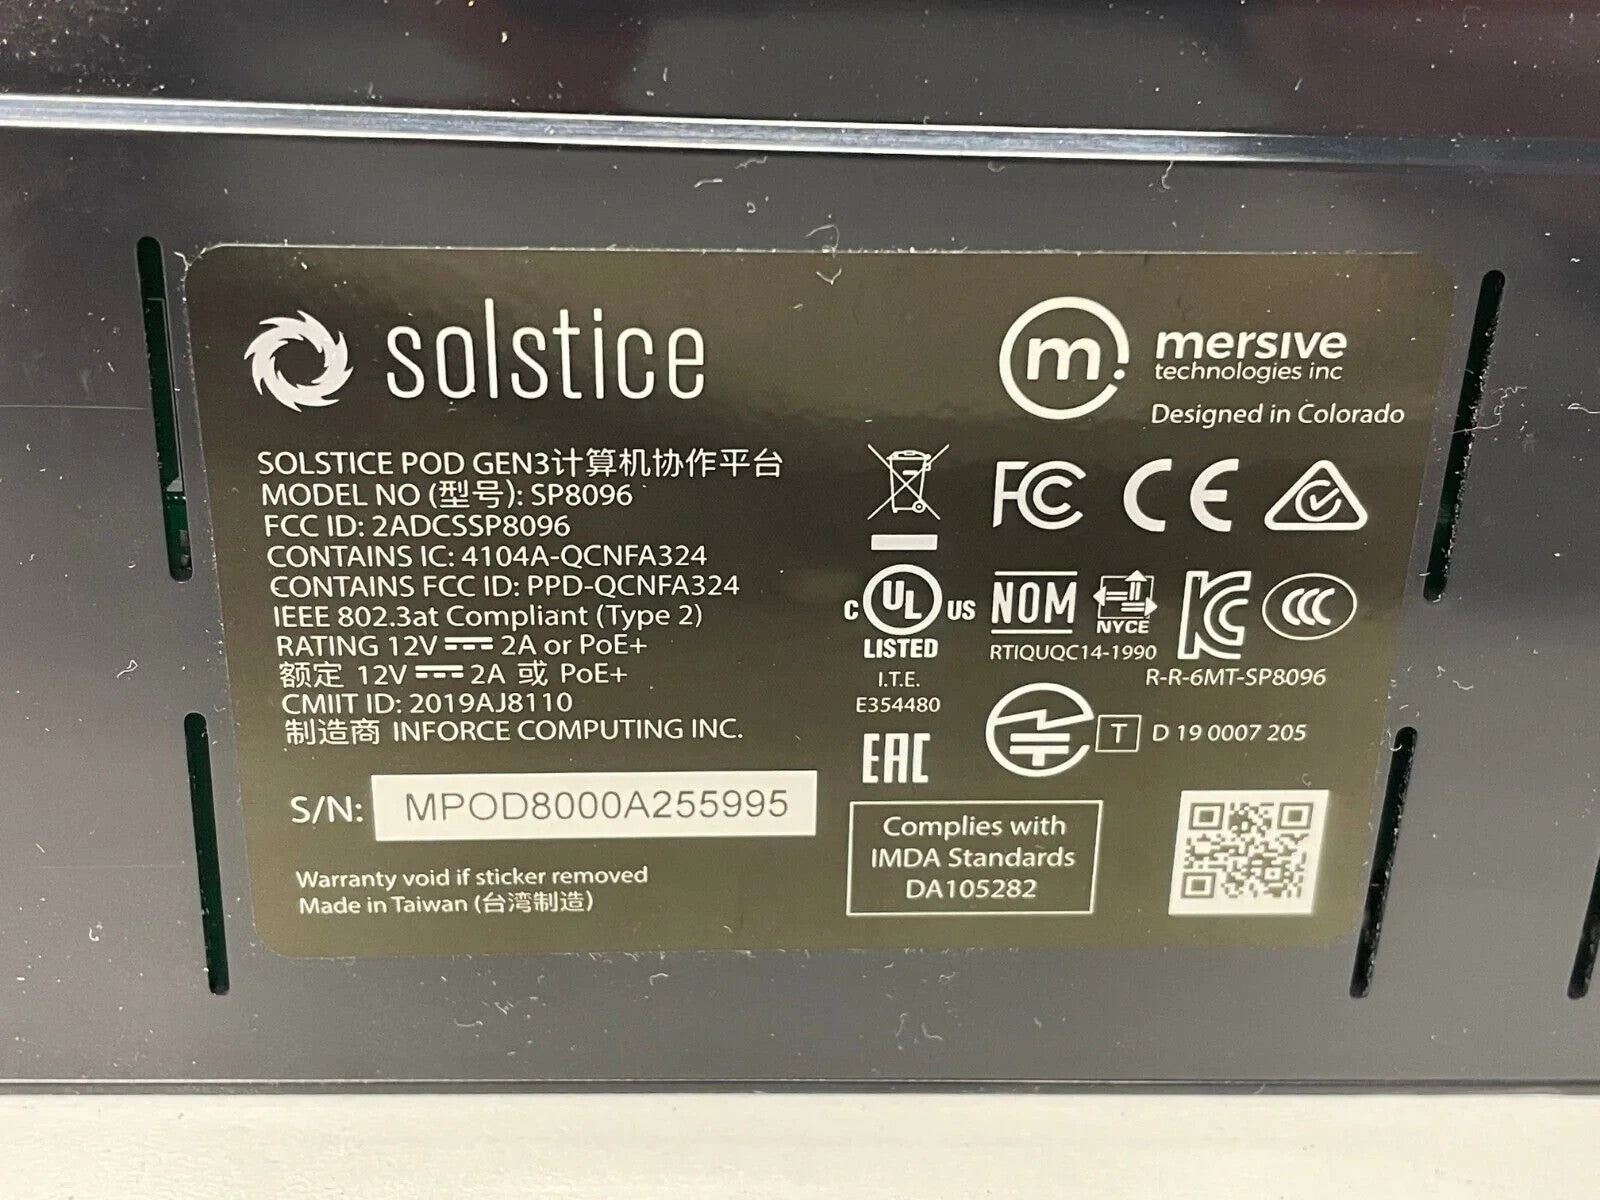 solstice
m.
mersive
technologies inc
Designed in Colorado
SOLSTICE POD GEN3计算机协作平台
MODEL NO (型号): SP8096
FCC ID: 2ADCSSP8096
CONTAINS IC: 4104A-QCNFA324
CONTAINS FCC ID: PPD-QCNFA324
IEEE 802.3at Compliant (Type 2)
RATING 12V 2A or PoE+
额定 12V 2A 或 PoE+
CMIIT ID: 2019AJ8110
制造商 INFORCE COMPUTING INC.
S/N: MPOD8000A255995
Warranty void if sticker removed
Made in Taiwan (台湾制造)
FC CE
C UL US
LISTED
I.T.E.
E354480
NOM
NYCE
RTIQUQC14-1990
KC
CCC
R-R-6MT-SP8096
EAC
T D 19 0007 205
Complies with
IMDA Standards
DA105282